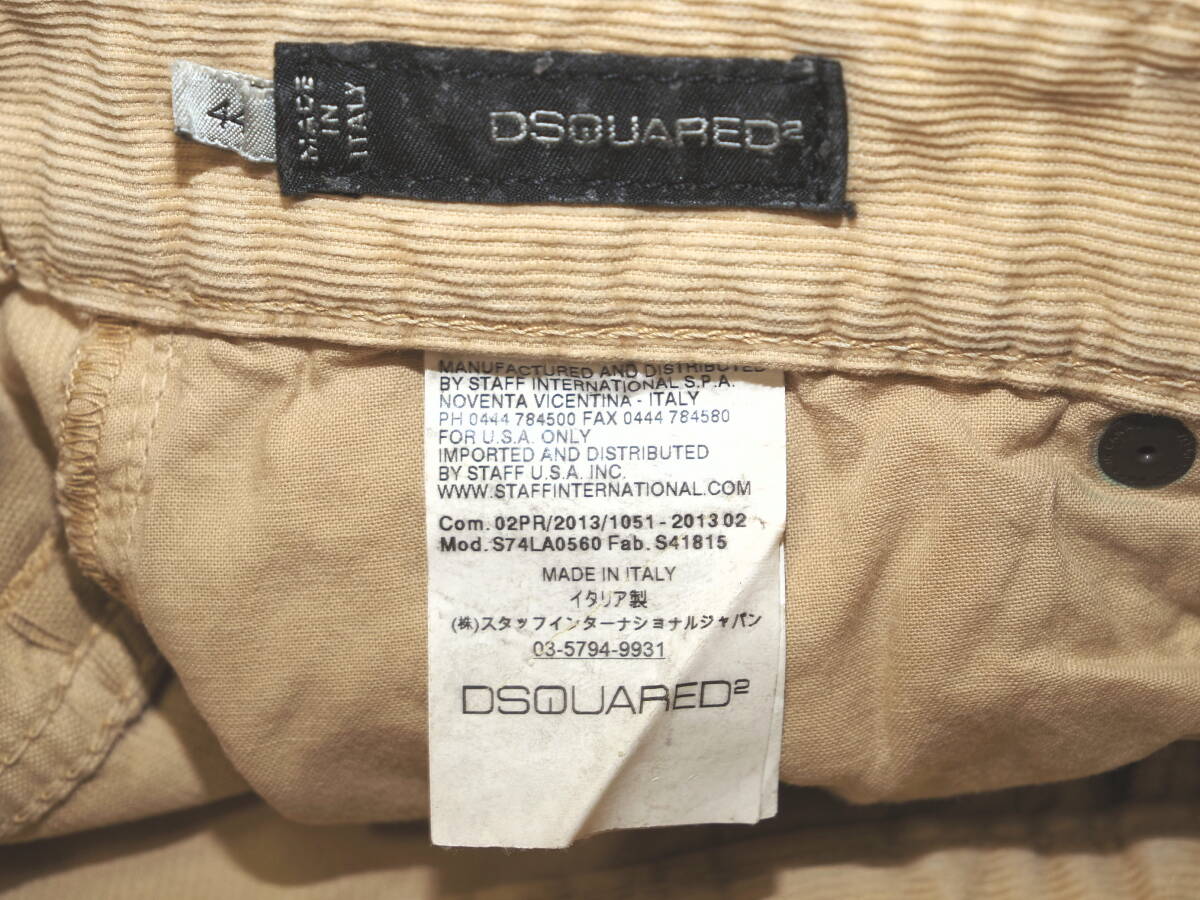 4
MADE
IN
ITALY
DSQUARED2
MANUFACTURED AND DISTRIBUTED
BY STAFF INTERNATIONAL S.P.A.
NOVENTA VICENTINA - ITALY
PH 0444 784500 FAX 0444 784580
FOR U.S.A. ONLY
IMPORTED AND DISTRIBUTED
BY STAFF U.S.A. INC.
WWW.STAFFINTERNATIONAL.COM
Com. 02PR/2013/1051 - 2013 02
Mod. S74LA0560 Fab. S41815
MADE IN ITALY
イタリア製
(株)スタッフインターナショナルジャパン
03-5794-9931
DSQUARED2